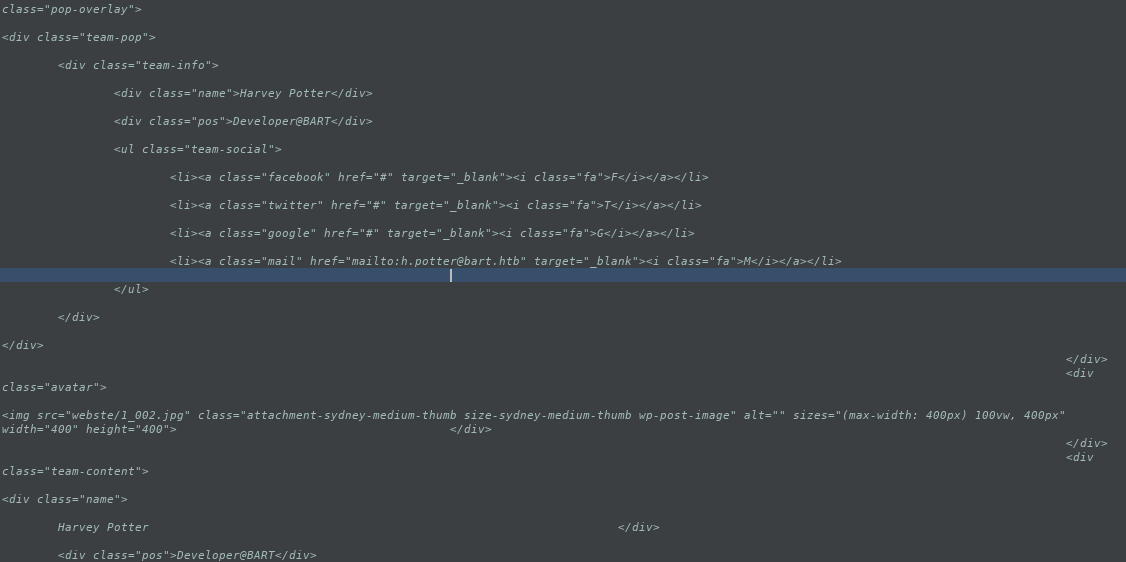 class="pop-overlay">
<div class="team-pop">
<div class="team-info">
<div class="name">Harvey Potter</div>
<div class="pos">Developer@BART</div>
<ul class="team-social">
<li><a class="facebook" href="#" target="_blank"><i class="fa">F</i></a></li>
<li><a class="twitter" href="#" target="_blank"><i class="fa">T</i></a></li>
<li><a class="google" href="#" target="_blank"><i class="fa">G</i></a></li>
<li><a class="mail" href="mailto:h.potter@bart.htb" target="_blank"><i class="fa">M</i></a></li>
</ul>
</div>
</div>
</div>
<div
class="avatar">
<img src="webste/1_002.jpg" class="attachment-sydney-medium-thumb size-sydney-medium-thumb wp-post-image" alt="" sizes="(max-width: 400px) 100vw, 400px"
width="400" height="400"> </div>
</div>
<div
class="team-content">
<div class="name">
Harvey Potter </div>
<div class="pos">Developer@BART</div>